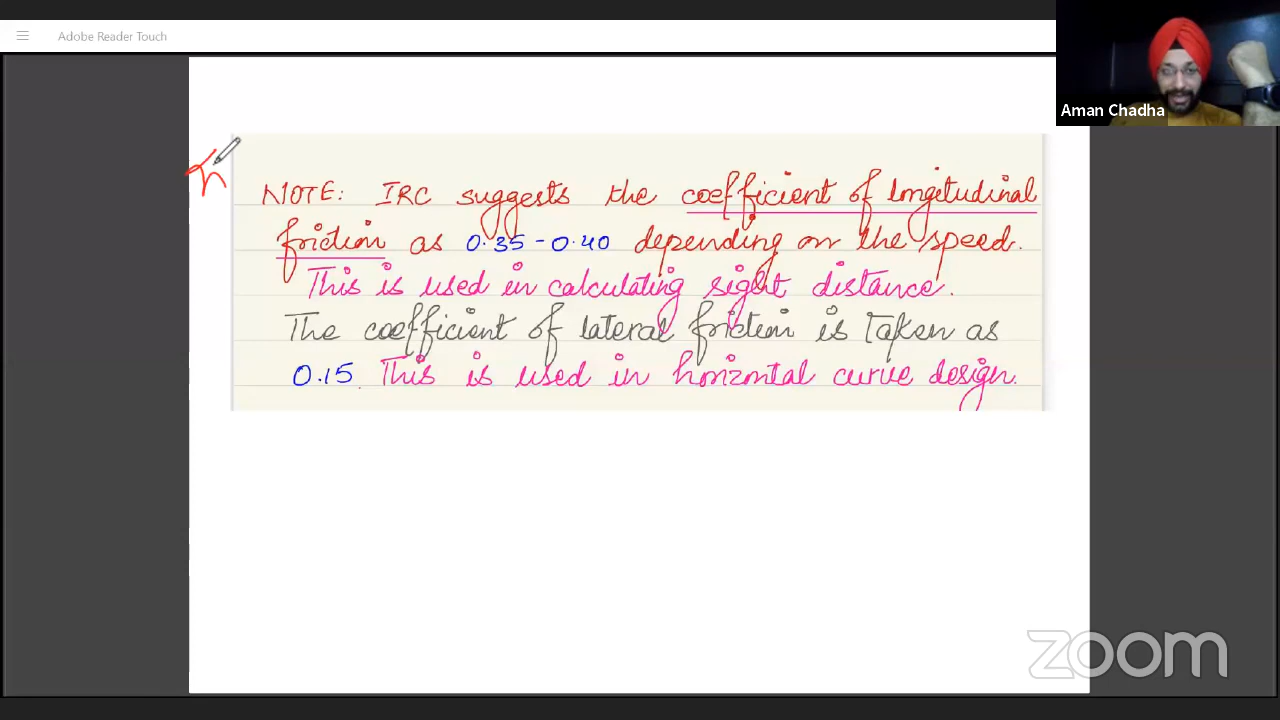 Adobe Reader Touch
Aman Chadha
NOTE: IRC suggests the coefficient of longitudinal
friction as 0.35 - 0.40 depending on the speed.
This is used in calculating sight distance.
The coefficient of lateral friction is taken as
0.15. This is used in horizontal curve design.
zoom